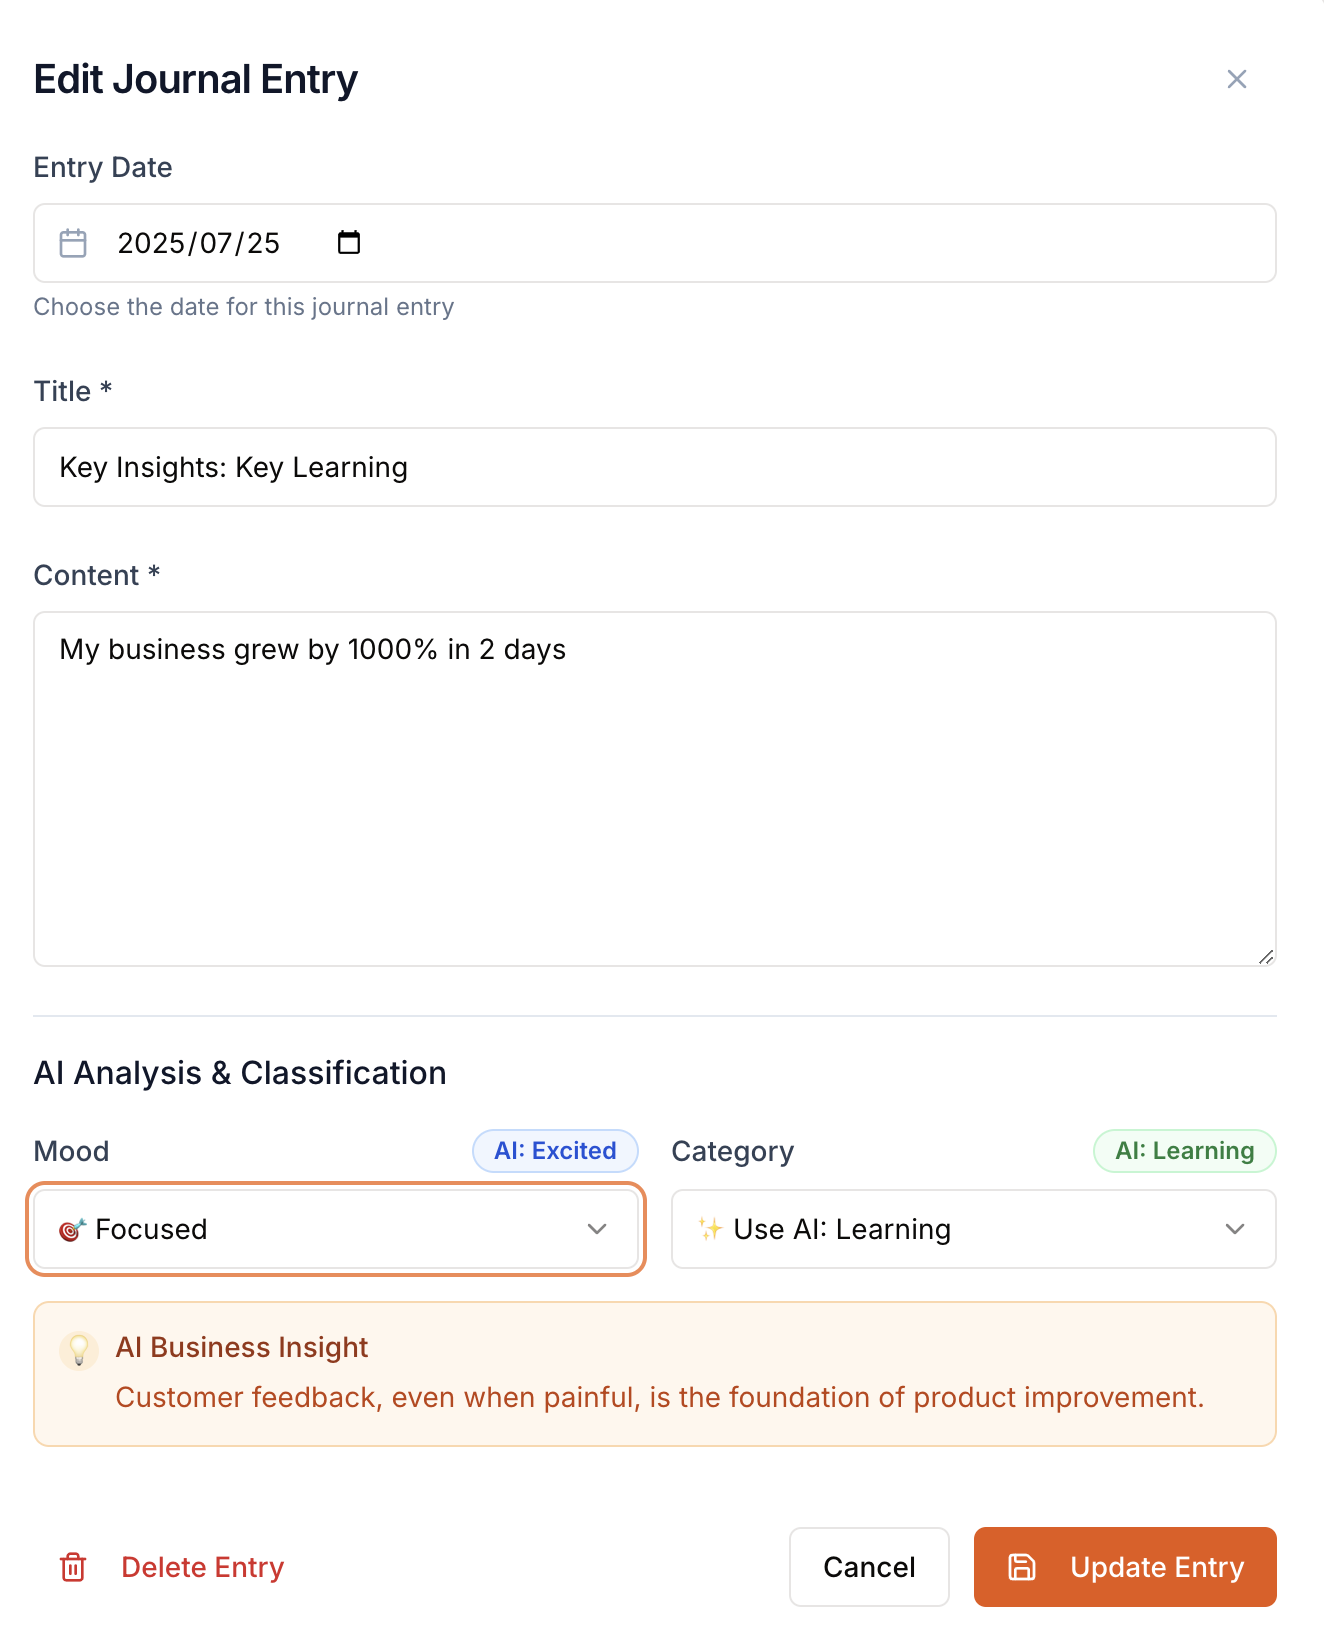 Edit Journal Entry
Entry Date
2025/07/25
Choose the date for this journal entry
Title *
Key Insights: Key Learning
Content *
My business grew by 1000% in 2 days
AI Analysis & Classification
Mood
AI: Excited
Category
AI: Learning
🎯 Focused
✨ Use AI: Learning
AI Business Insight
Customer feedback, even when painful, is the foundation of product improvement.
Delete Entry
Cancel
Update Entry